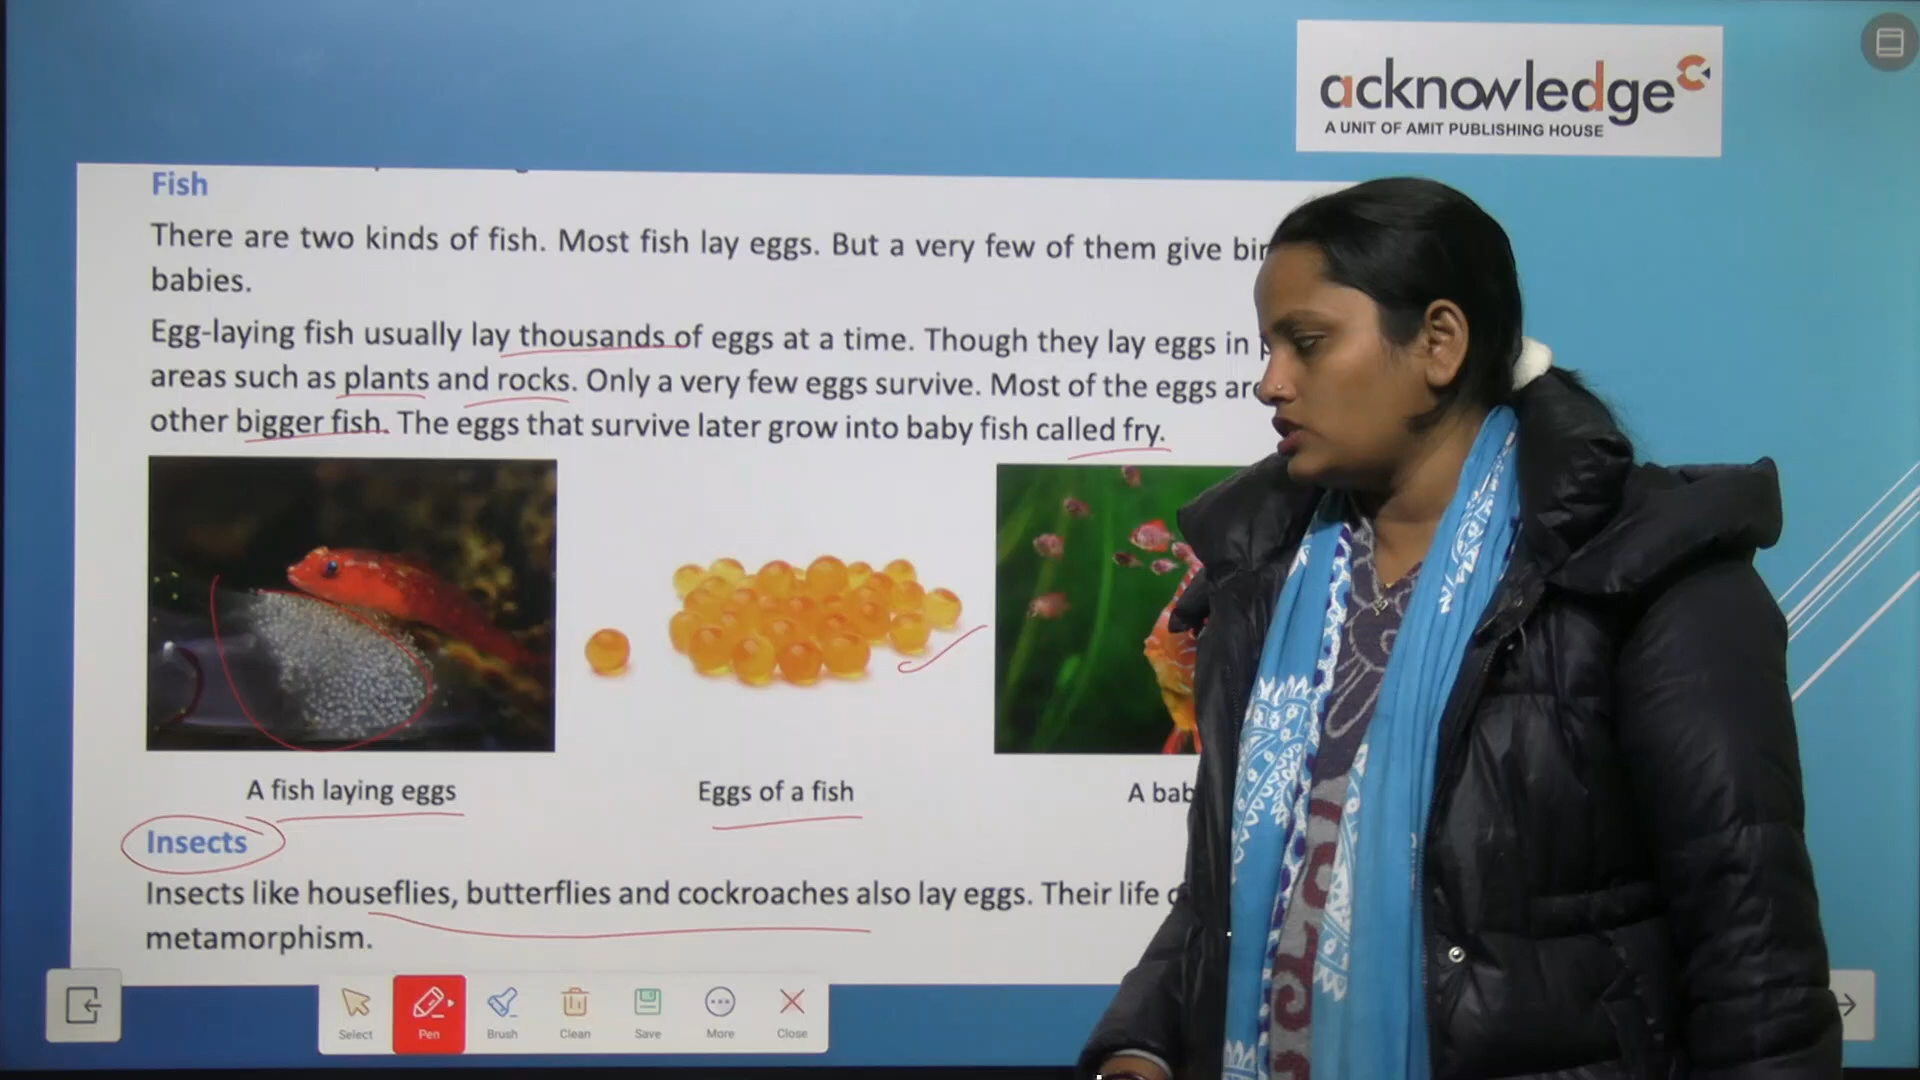 acknowledge
A UNIT OF AMIT PUBLISHING HOUSE
Fish
There are two kinds of fish. Most fish lay eggs. But a very few of them give
babies.
Egg-laying fish usually lay thousands of eggs at a time. Though they lay eggs in
areas such as plants and rocks. Only a very few eggs survive. Most of the eggs are
other bigger fish. The eggs that survive later grow into baby fish called fry.
A fish laying eggs
Eggs of a fish
A
Insects
Insects like houseflies, butterflies and cockroaches also lay eggs. Their life
metamorphism.
Select
Pen
Brush
Clean
Save
More
Close